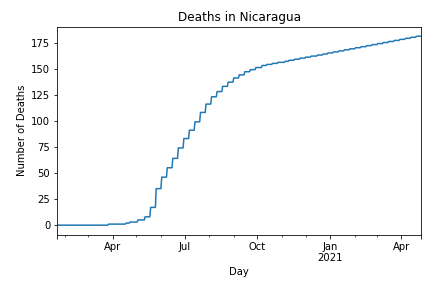 Deaths in Nicaragua
Number of Deaths
175
150
125
100
75
50
25
0
Apr
Jul
Oct
Jan
2021
Apr
Day